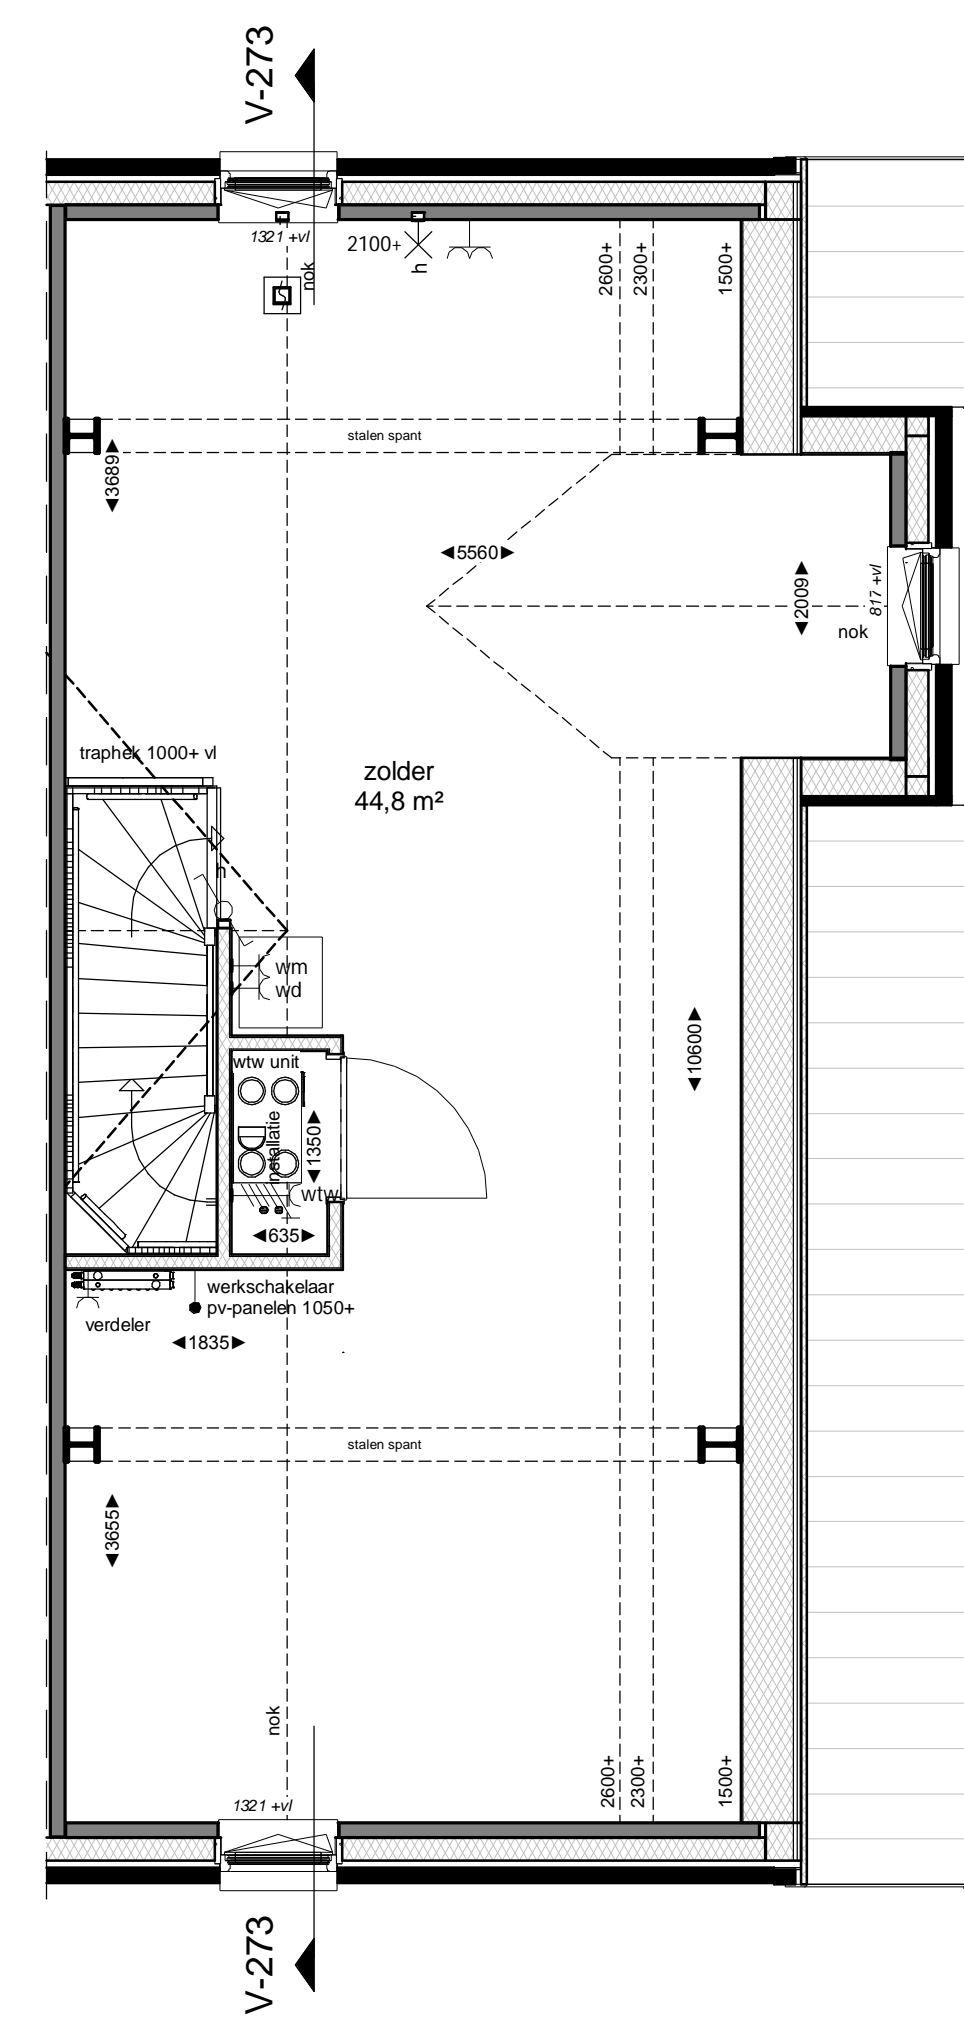 V-273
1321 +vl
2100+
h
nok
2600+
2300+
1500+
stalen spant
3689
5560
2009
817 +vl
nok
traphek 1000+ vl
zolder
44,8 m²
h
wm
wd
10600
wtw unit
installatie
1350
wtw
635
werkschakelaar
pv-panelen 1050+
verdeler
1835
stalen spant
3655
nok
2600+
2300+
1500+
1321 +vl
V-273